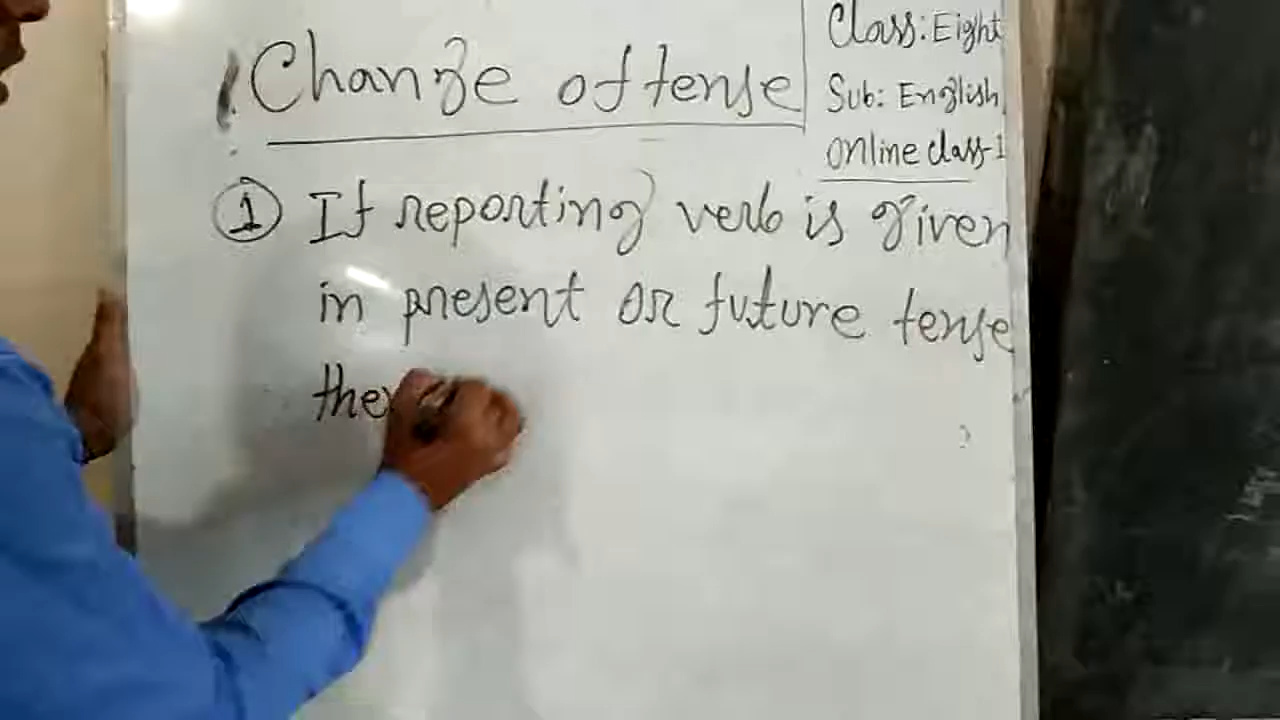 Change of tense
Class: Eight
Sub: English
Online class-1
1 If reporting verb is given
in present or future tense